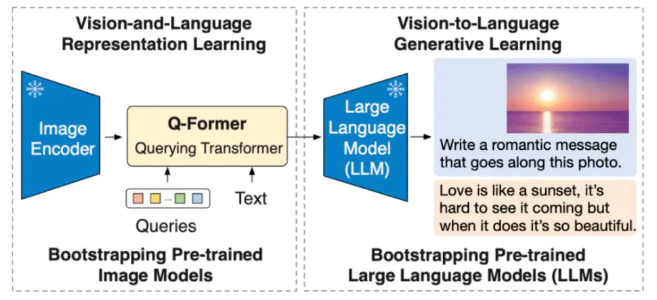 Vision-and-Language
Representation Learning
Vision-to-Language
Generative Learning
Image
Encoder
Q-Former
Querying Transformer
Queries
...
Text
Large
Language
Model
(LLM)
Write a romantic message
that goes along this photo.
Love is like a sunset, it's
hard to see it coming but
when it does it's so beautiful.
Bootstrapping Pre-trained
Image Models
Bootstrapping Pre-trained
Large Language Models (LLMs)